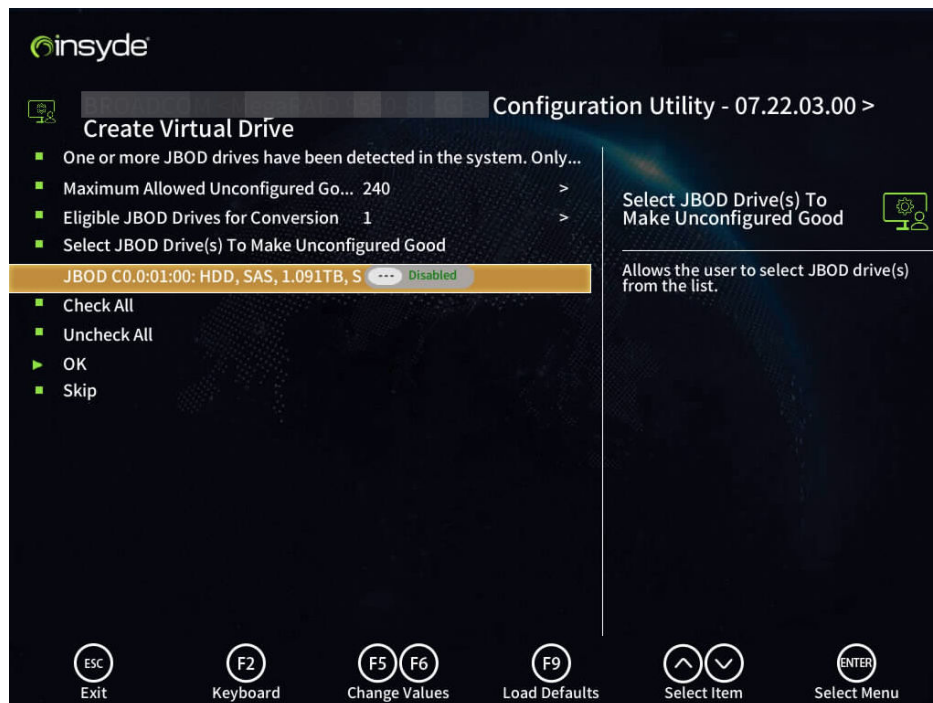 insyde
Configuration Utility - 07.22.03.00 >
Create Virtual Drive
One or more JBOD drives have been detected in the system. Only...
Maximum Allowed Unconfigured Go... 240 >
Eligible JBOD Drives for Conversion 1 >
Select JBOD Drive(s) To Make Unconfigured Good
JBOD C0.0:01:00: HDD, SAS, 1.091TB, S Disabled
Check All
Uncheck All
OK
Skip
Select JBOD Drive(s) To
Make Unconfigured Good
Allows the user to select JBOD drive(s)
from the list.
ESC F2 F5 F6 F9 ENTER
Exit Keyboard Change Values Load Defaults Select Item Select Menu